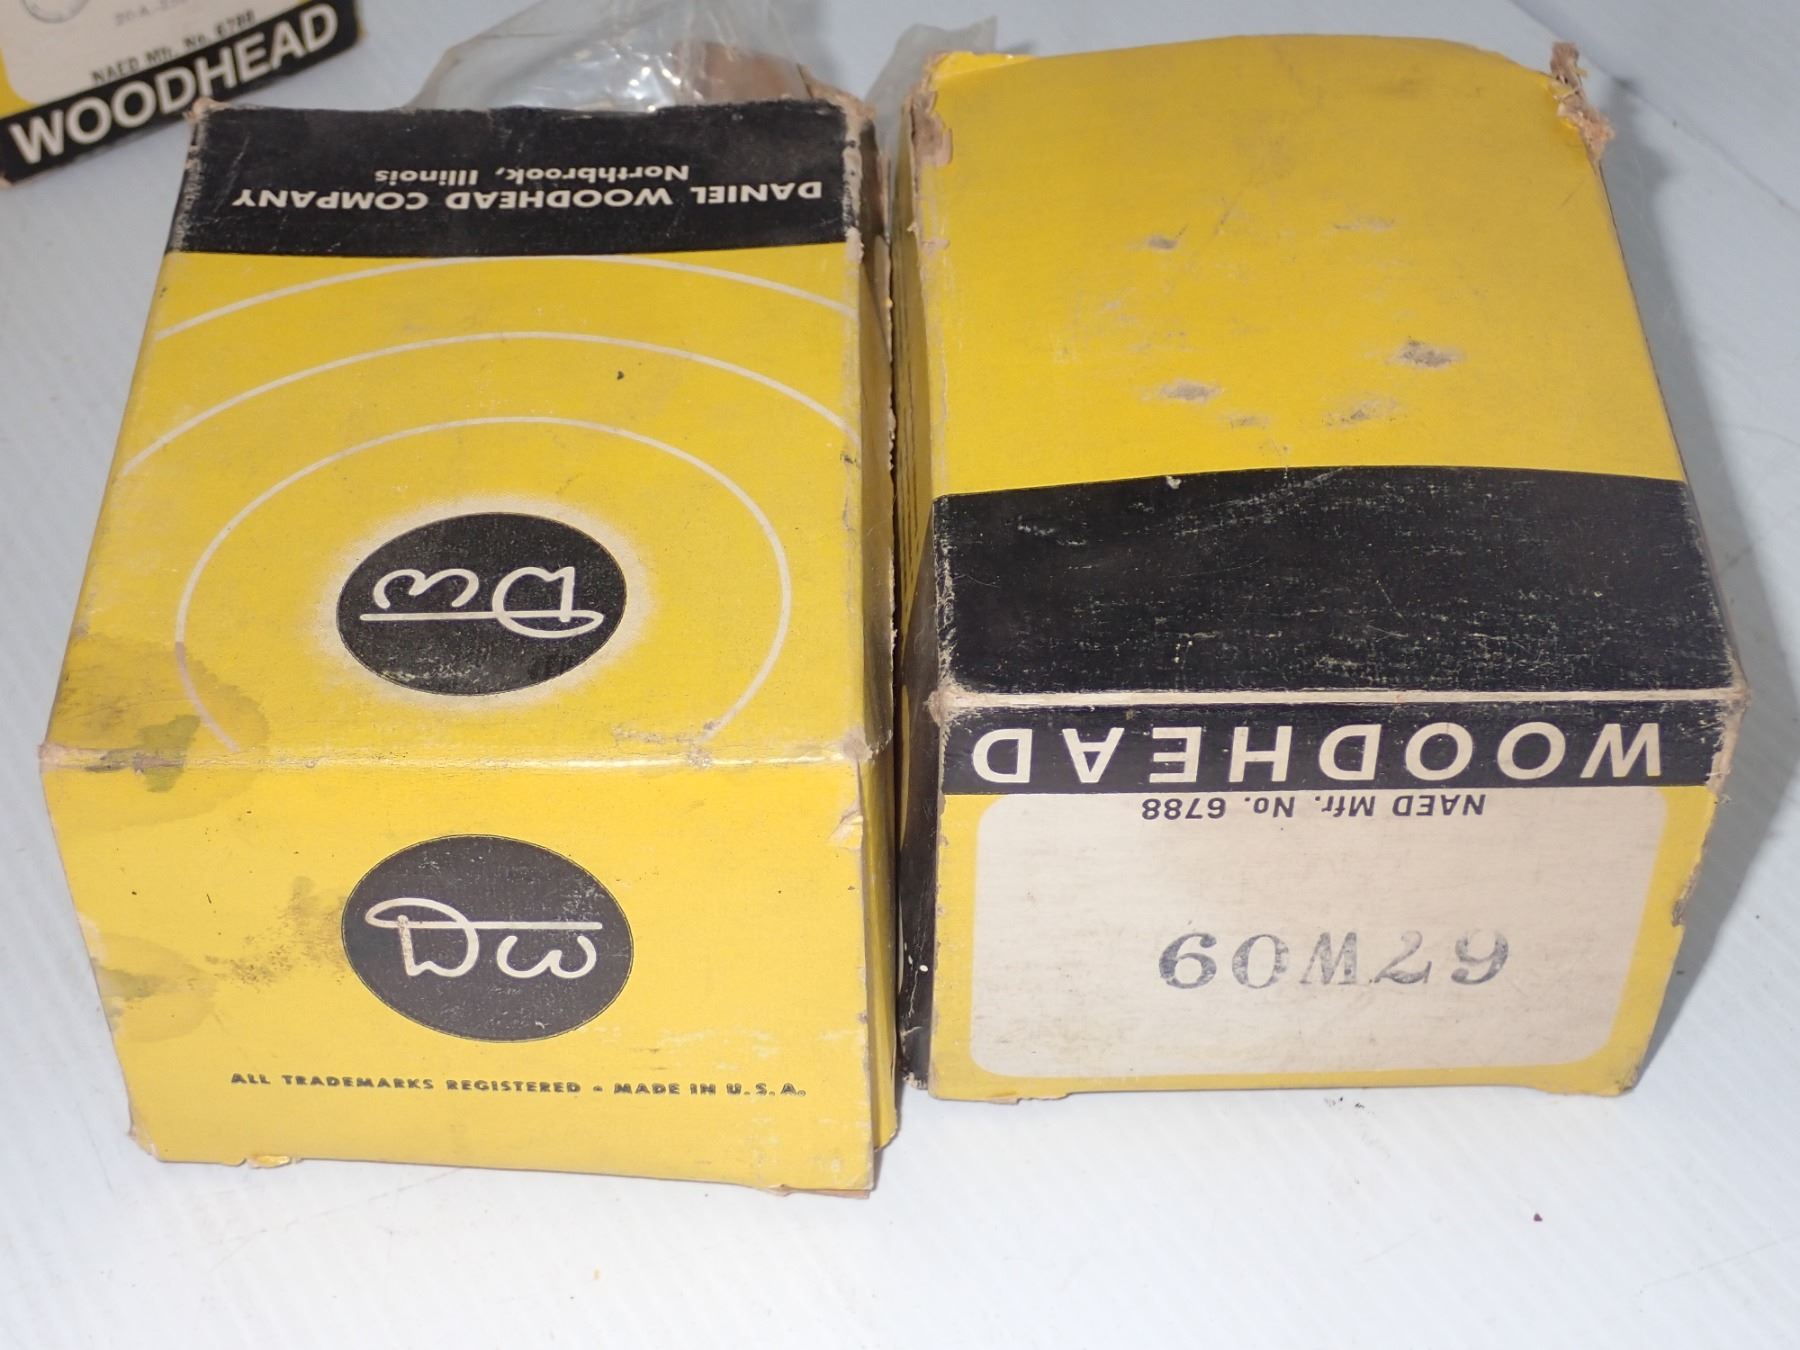 NAED Mfr. No. 6788
WOODHEAD
DANIEL WOODHEAD COMPANY
Northbrook, Illinois
DW
DW
ALL TRADEMARKS REGISTERED - MADE IN U.S.A.
WOODHEAD
NAED Mfr. No. 6788
67W09